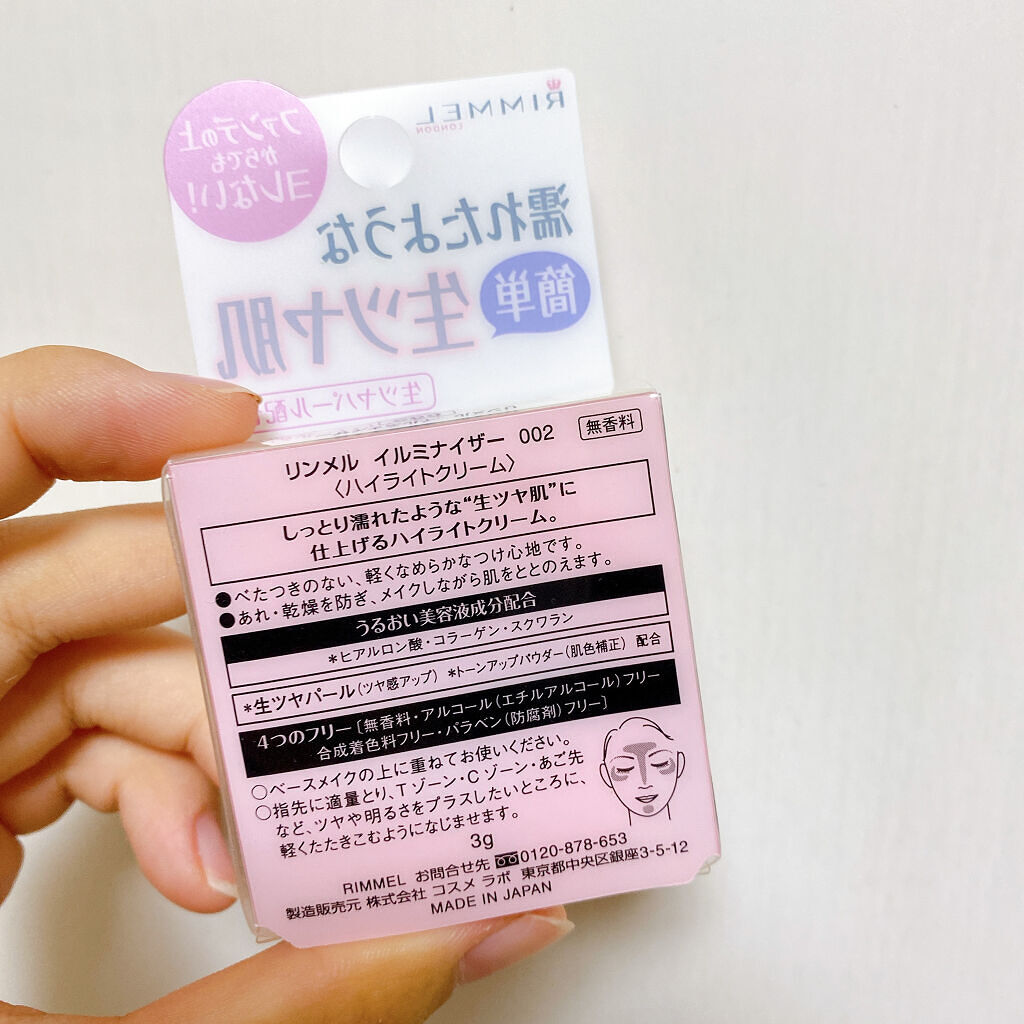 RIMMEL
LONDON
ファンデの上
からでも
ヨレない!
濡れたような
簡単
生ツヤ肌
生ツヤパール配
リンメル イルミナイザー 002 無香料
〈ハイライトクリーム〉
しっとり濡れたような“生ツヤ肌”に
仕上げるハイライトクリーム。
●べたつきのない、軽くなめらかなつけ心地です。
●あれ・乾燥を防ぎ、メイクしながら肌をととのえます。
うるおい美容液成分配合
*ヒアルロン酸・コラーゲン・スクワラン
*生ツヤパール(ツヤ感アップ) *トーンアップパウダー(肌色補正) 配合
4つのフリー[無香料・アルコール(エチルアルコール)フリー
合成着色料フリー・パラベン(防腐剤)フリー]
○ベースメイクの上に重ねてお使いください。
○指先に適量とり、Tゾーン・Cゾーン・あご先
など、ツヤや明るさをプラスしたいところに、
軽くたたきこむようになじませます。
3g
RIMMEL お問合せ先 0120-878-653
製造販売元 株式会社 コスメ ラボ 東京都中央区銀座3-5-12
MADE IN JAPAN